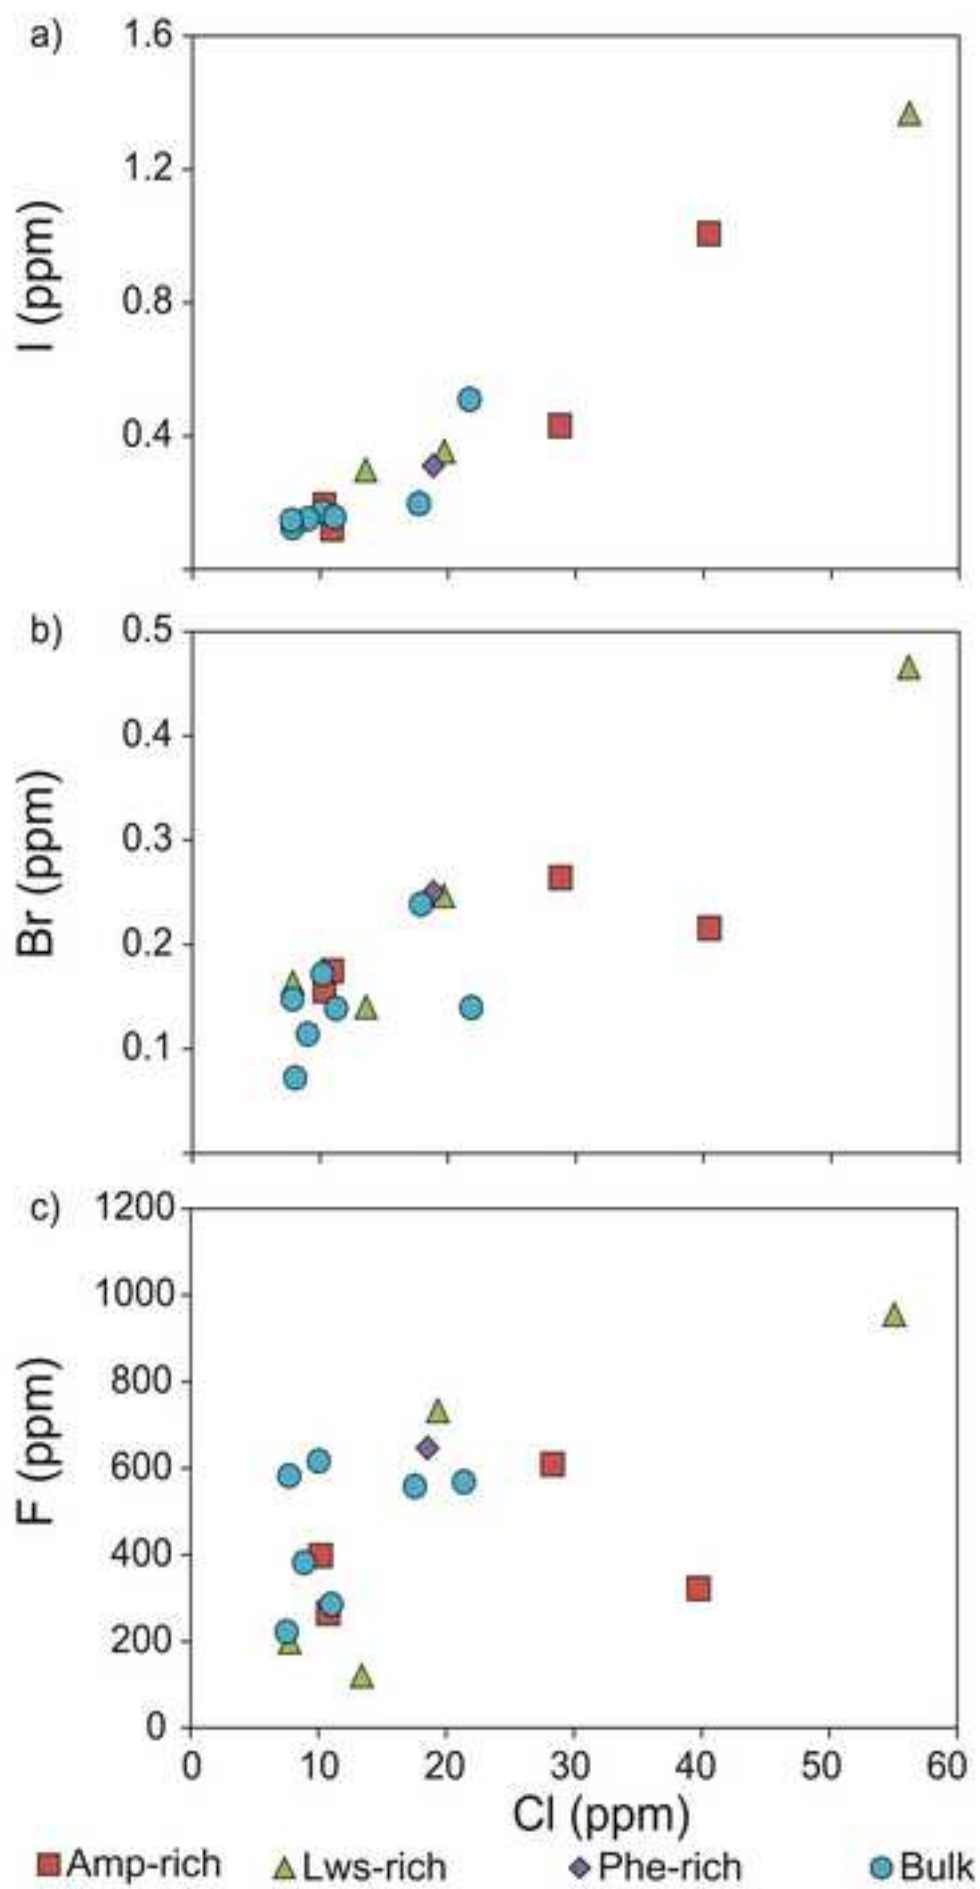 a)
1.6
1.2
0.8
0.4
I (ppm)
b)
0.5
0.4
0.3
0.2
0.1
Br (ppm)
c)
1200
1000
800
600
400
200
0
F (ppm)
0 10 20 30 40 50 60
Cl (ppm)
Amp-rich Lws-rich Phe-rich Bulk